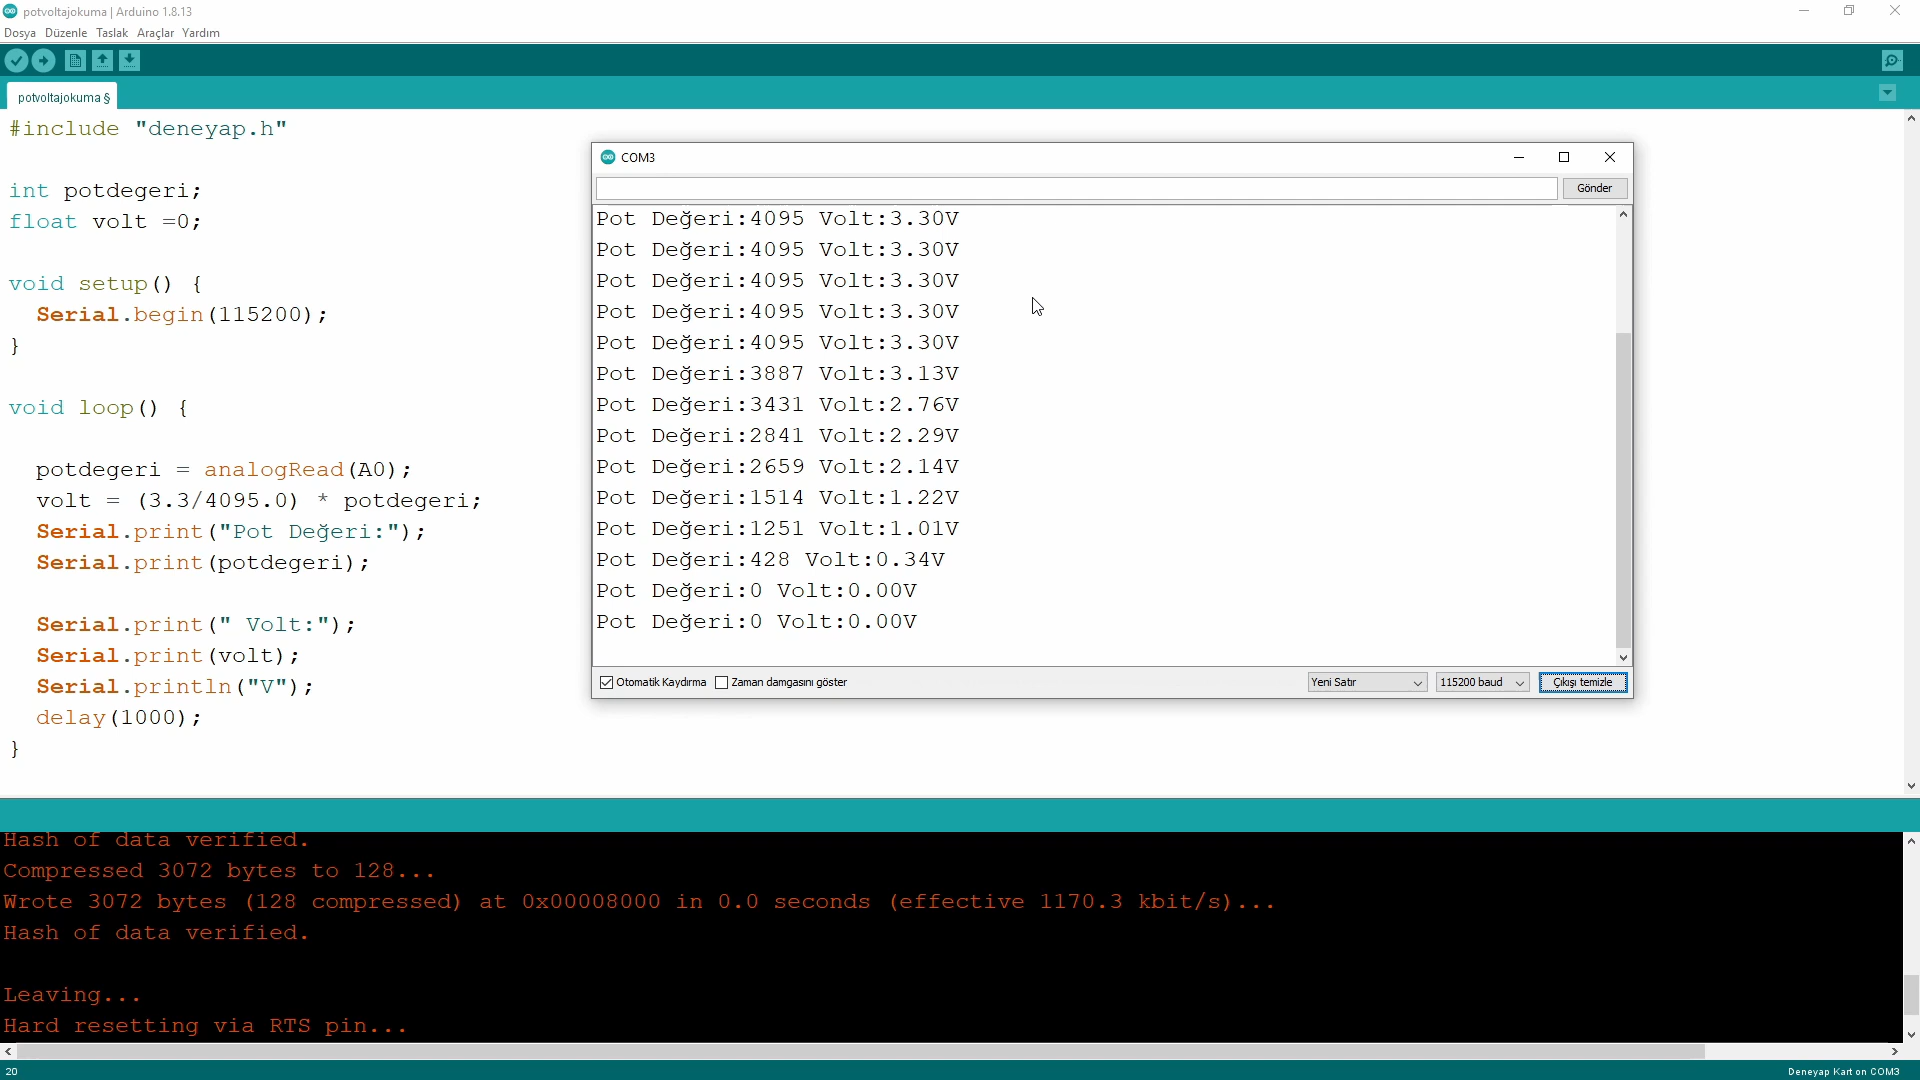 potvoltajokuma | Arduino 1.8.13
Dosya Düzenle Taslak Araçlar Yardım
potvoltajokuma §
#include "deneyap.h"
int potdegeri;
float volt =0;
void setup() {
Serial.begin(115200);
}
void loop() {
potdegeri = analogRead(A0);
volt = (3.3/4095.0) * potdegeri;
Serial.print("Pot Değeri:");
Serial.print(potdegeri);
Serial.print(" Volt:");
Serial.print(volt);
Serial.println("V");
delay(1000);
}
COM3
Gönder
Pot Değeri:4095 Volt:3.30V
Pot Değeri:4095 Volt:3.30V
Pot Değeri:4095 Volt:3.30V
Pot Değeri:4095 Volt:3.30V
Pot Değeri:4095 Volt:3.30V
Pot Değeri:3887 Volt:3.13V
Pot Değeri:3431 Volt:2.76V
Pot Değeri:2841 Volt:2.29V
Pot Değeri:2659 Volt:2.14V
Pot Değeri:1514 Volt:1.22V
Pot Değeri:1251 Volt:1.01V
Pot Değeri:428 Volt:0.34V
Pot Değeri:0 Volt:0.00V
Pot Değeri:0 Volt:0.00V
Otomatik Kaydırma Zaman damgasını göster Yeni Satır 115200 baud Çıkışı temizle
Hash of data verified.
Compressed 3072 bytes to 128...
Wrote 3072 bytes (128 compressed) at 0x00008000 in 0.0 seconds (effective 1170.3 kbit/s)...
Hash of data verified.
Leaving...
Hard resetting via RTS pin...
20 Deneyap Kart on COM3